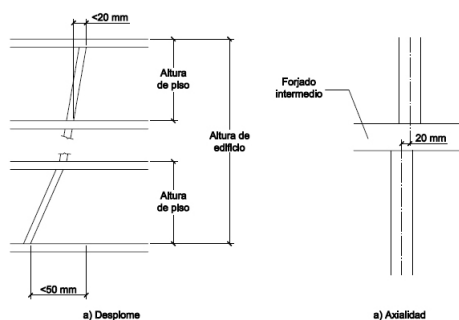 <20 mm
Altura
de piso
Altura de
edificio
Altura
de piso
<50 mm
a) Desplome
Forjado
intermedio
20 mm
a) Axialidad